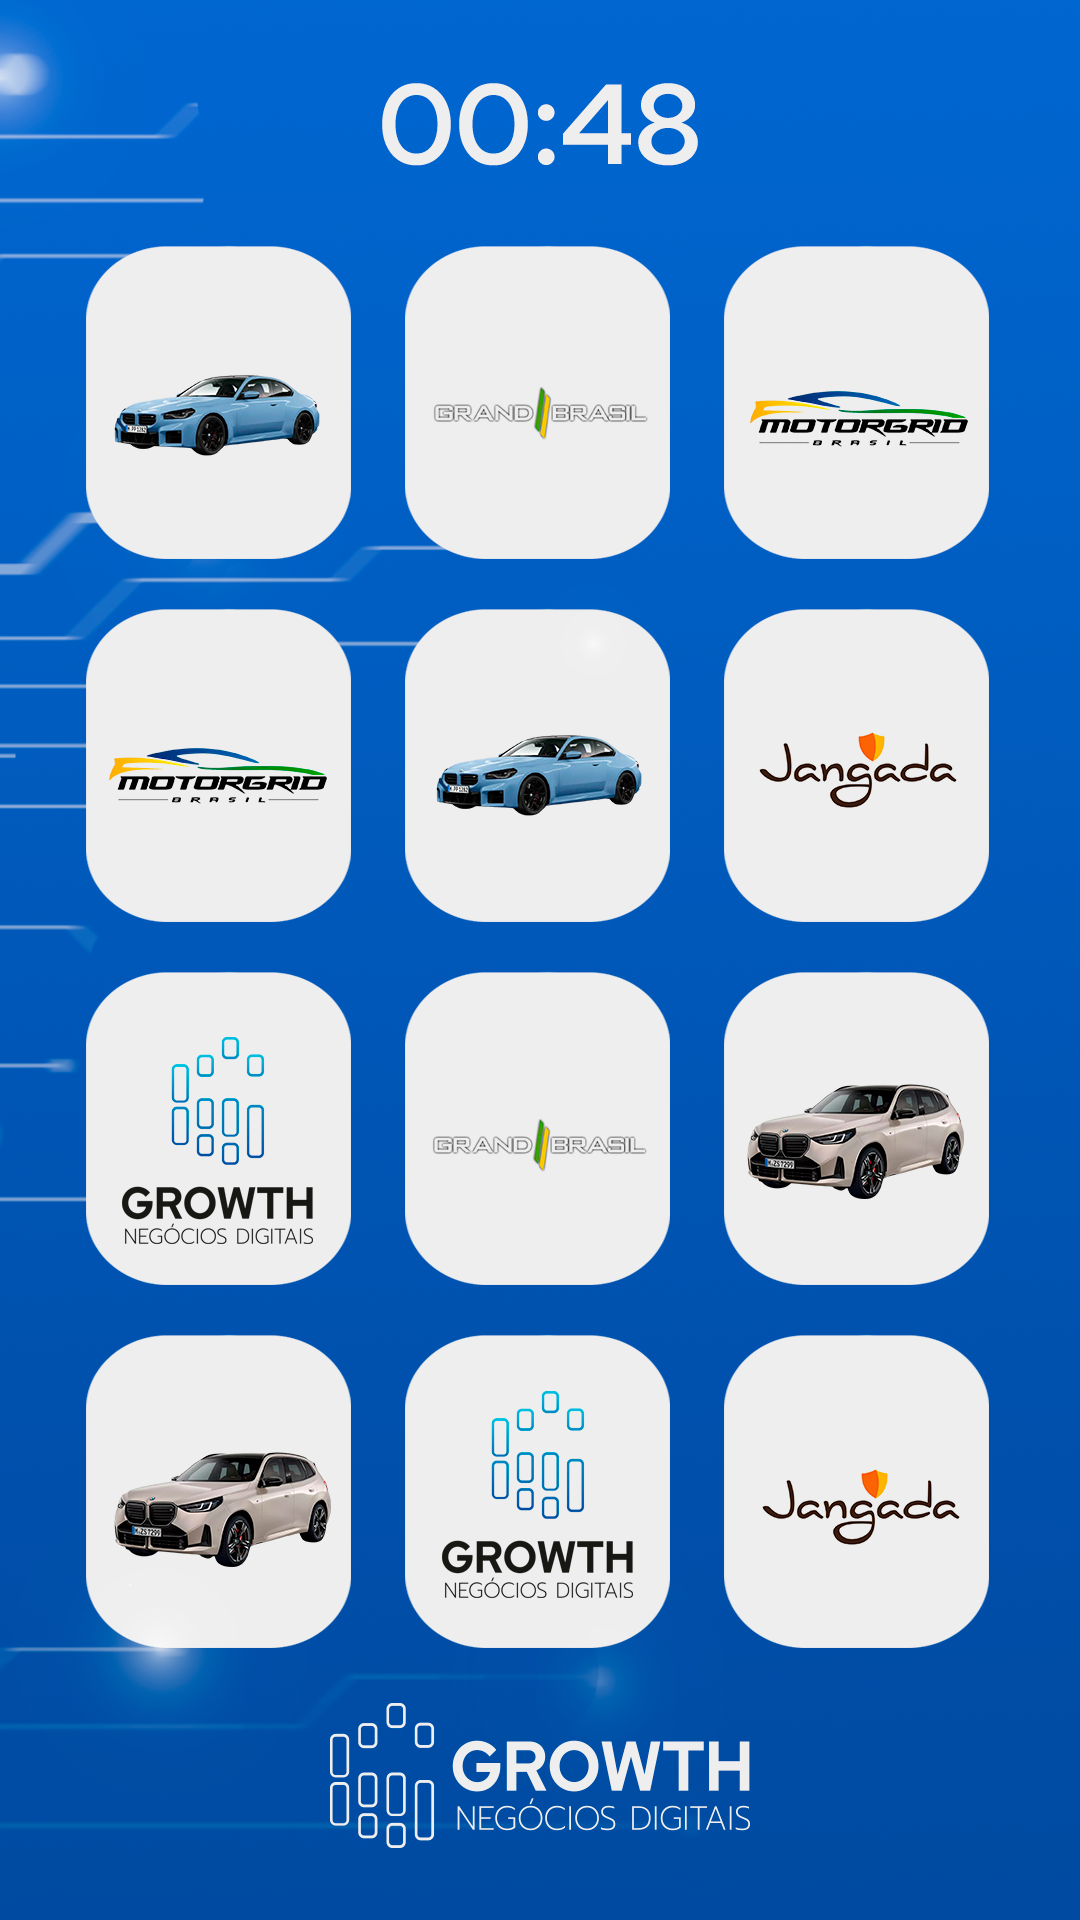 00:48
GRAND BRASIL
MOTORGRID
BRASIL
MOTORGRID
BRASIL
Jangada
GROWTH
NEGÓCIOS DIGITAIS
GRAND BRASIL
GROWTH
NEGÓCIOS DIGITAIS
Jangada
GROWTH
NEGÓCIOS DIGITAIS